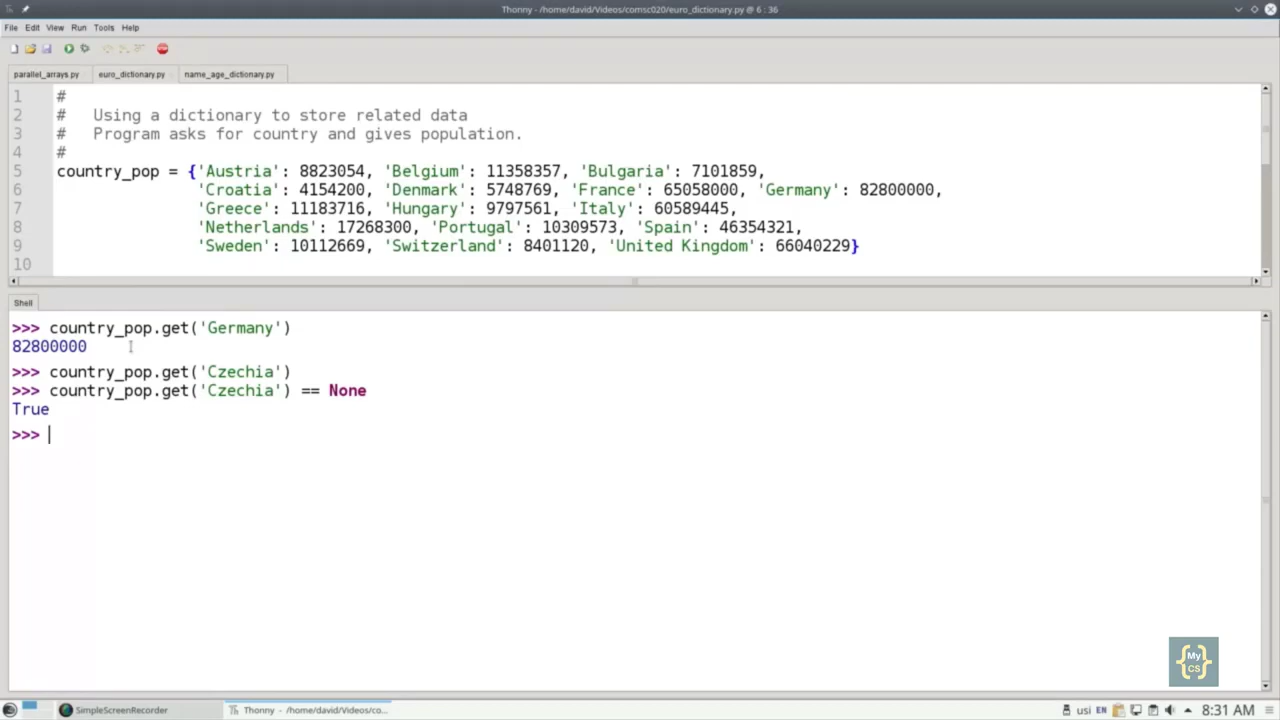 Thonny - /home/david/Videos/comsc020/euro_dictionary.py @ 6 : 36
File Edit View Run Tools Help
parallel_arrays.py euro_dictionary.py name_age_dictionary.py
1 #
2 # Using a dictionary to store related data
3 # Program asks for country and gives population.
4 #
5 country_pop = {'Austria': 8823054, 'Belgium': 11358357, 'Bulgaria': 7101859,
6 'Croatia': 4154200, 'Denmark': 5748769, 'France': 65058000, 'Germany': 82800000,
7 'Greece': 11183716, 'Hungary': 9797561, 'Italy': 60589445,
8 'Netherlands': 17268300, 'Portugal': 10309573, 'Spain': 46354321,
9 'Sweden': 10112669, 'Switzerland': 8401120, 'United Kingdom': 66040229}
10
Shell
>>> country_pop.get('Germany')
82800000
>>> country_pop.get('Czechia')
>>> country_pop.get('Czechia') == None
True
>>>
{My CS}
SimpleScreenRecorder Thonny - /home/david/Videos/co... usi EN 8:31 AM